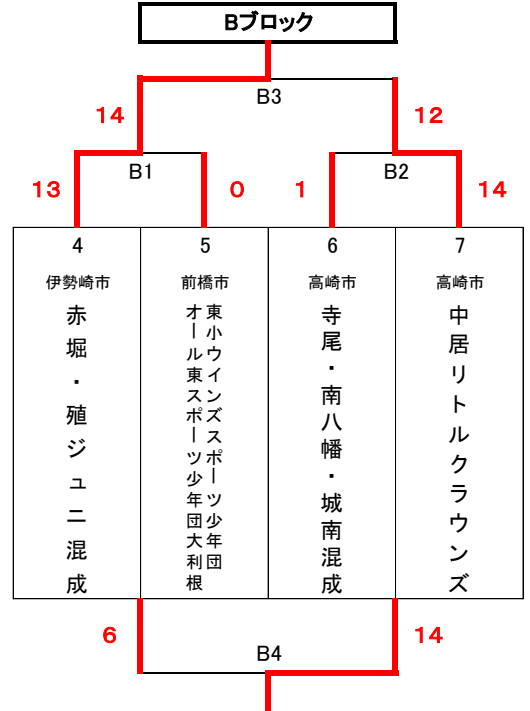 Bブロック
B3
14
12
B1
B2
13
0
1
14
4
5
6
7
伊勢崎市
前橋市
高崎市
高崎市
赤堀・殖ジュニ混成
東小ウインズスポーツ少年団
オール東スポーツ少年団大利根
寺尾・南八幡・城南混成
中居リトルクラウンズ
6
14
B4